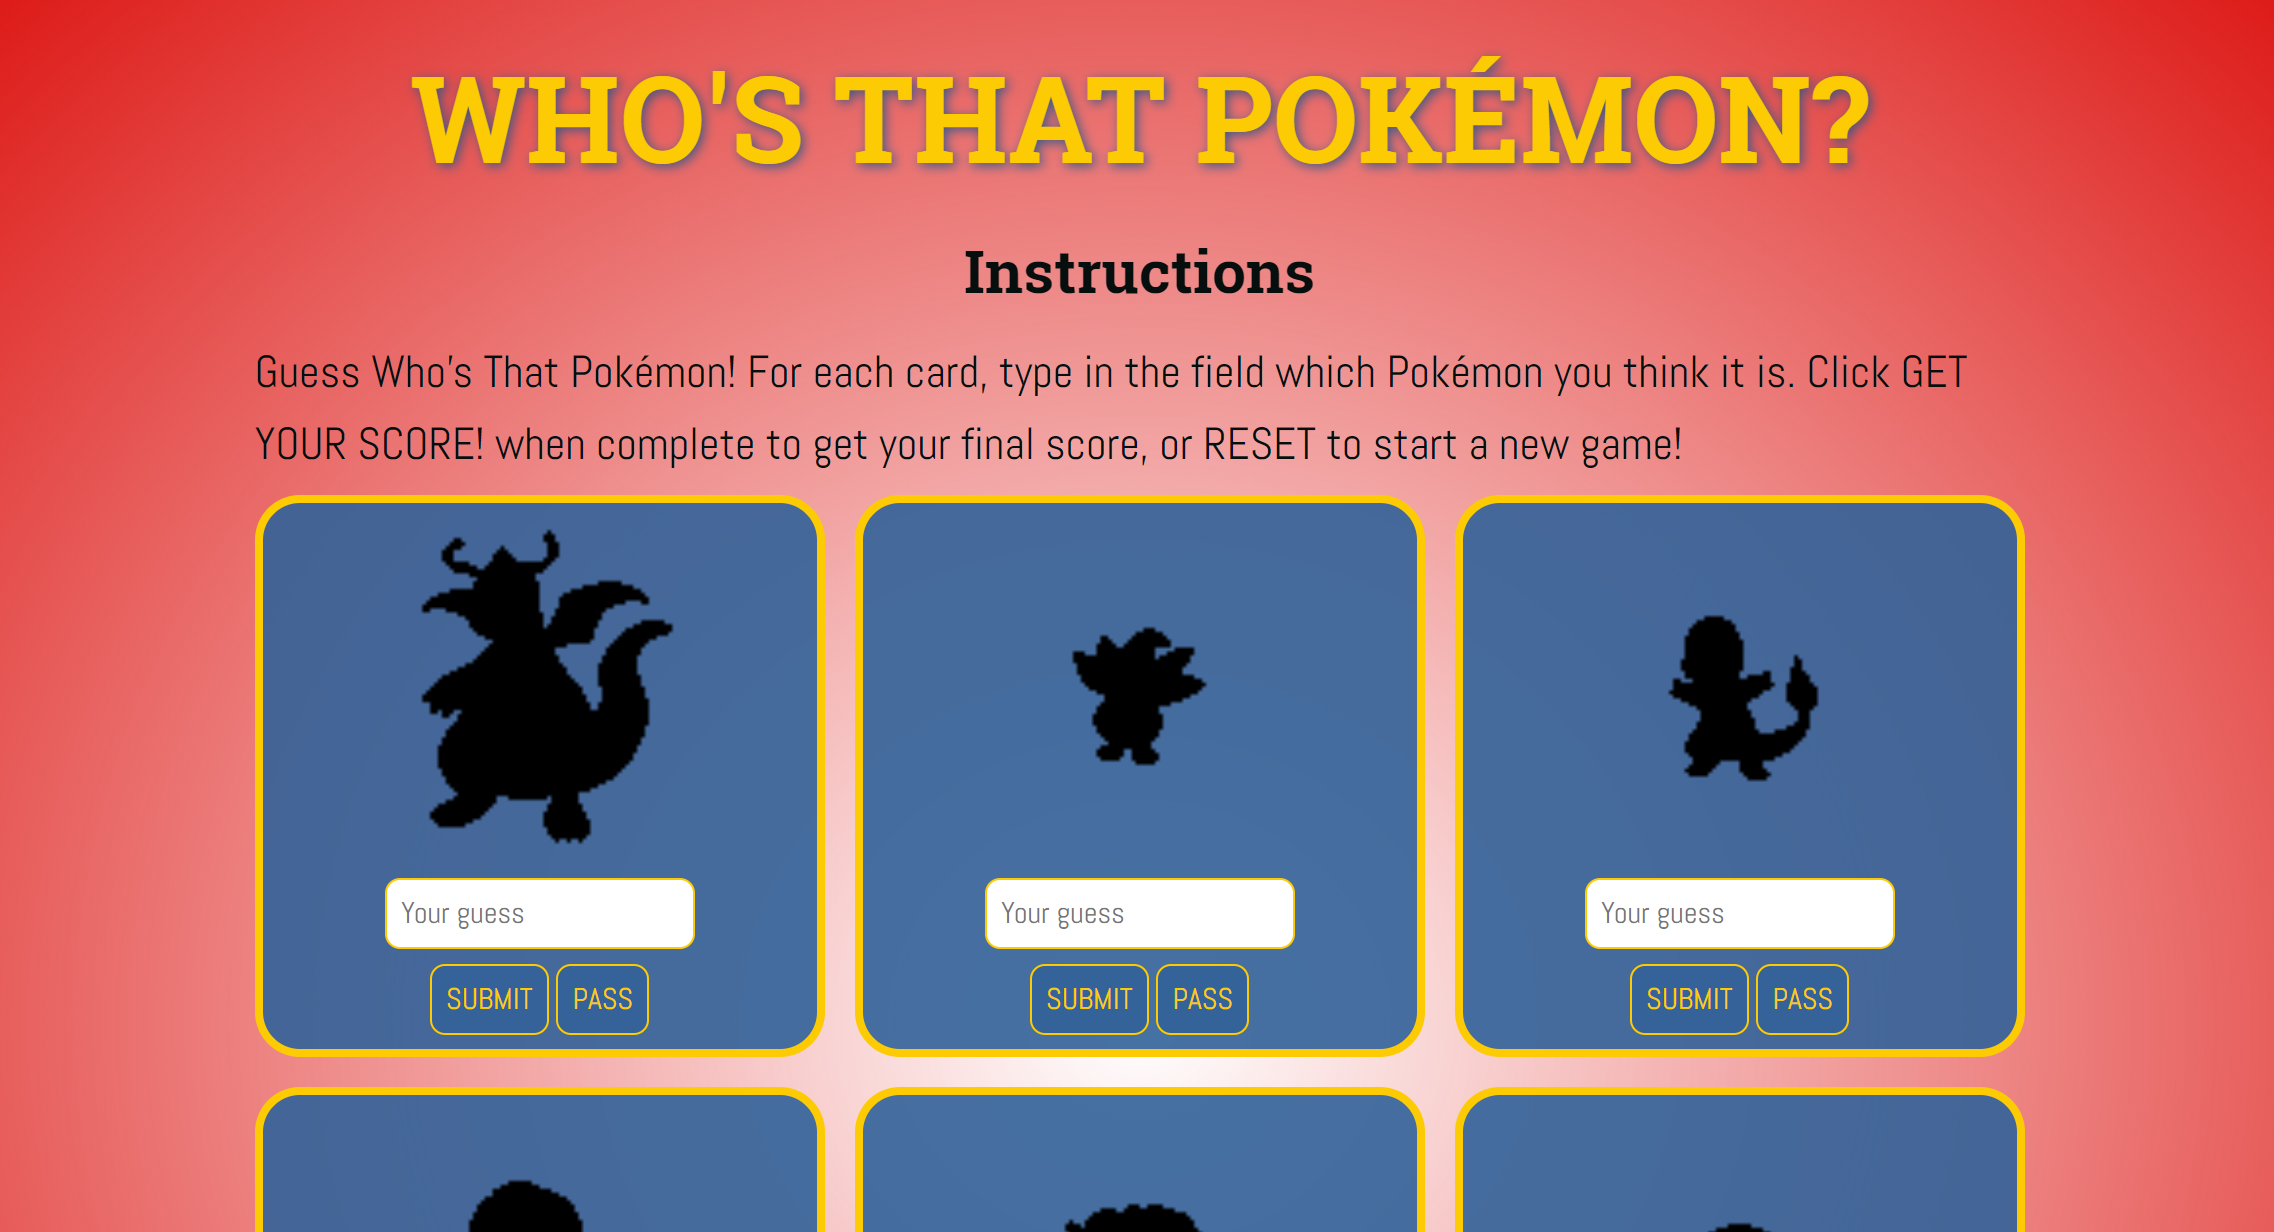 WHO'S THAT POKÉMON?
Instructions
Guess Who's That Pokémon! For each card, type in the field which Pokémon you think it is. Click GET
YOUR SCORE! when complete to get your final score, or RESET to start a new game!
Your guess
SUBMIT PASS
Your guess
SUBMIT PASS
Your guess
SUBMIT PASS